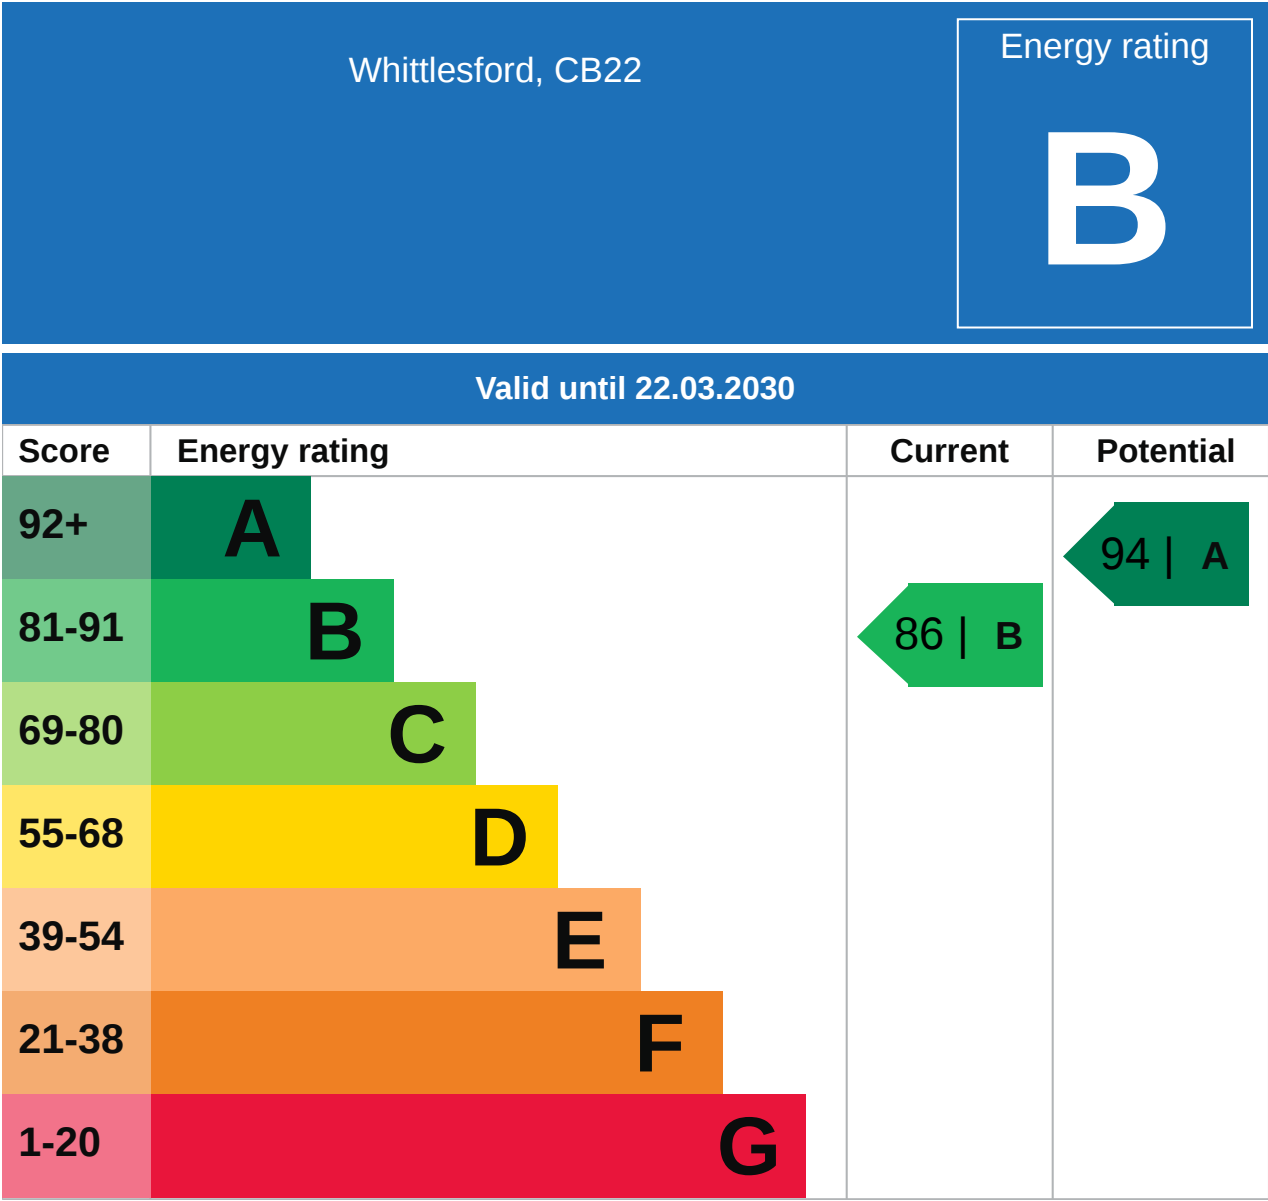 Whittlesford, CB22
Energy rating
B
Valid until 22.03.2030
Score Energy rating Current Potential
92+ A 94 | A
81-91 B 86 | B
69-80 C
55-68 D
39-54 E
21-38 F
1-20 G